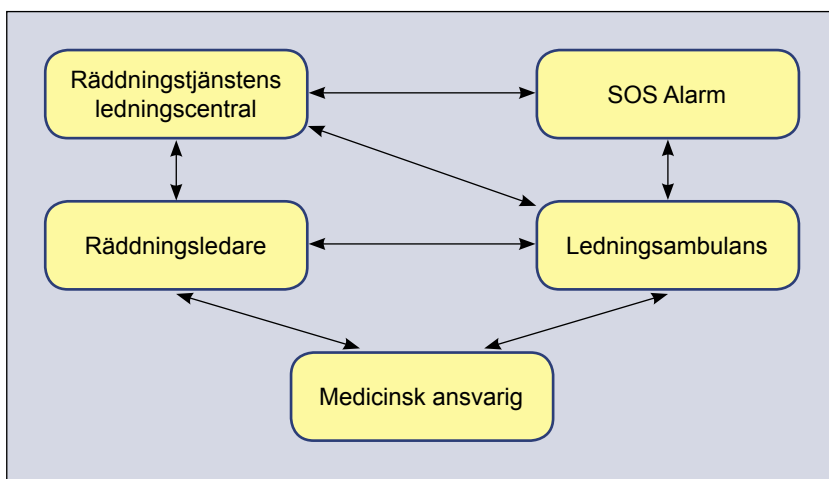 Räddningstjänstens
ledningscentral
SOS Alarm
Räddningsledare
Ledningsambulans
Medicinsk ansvarig